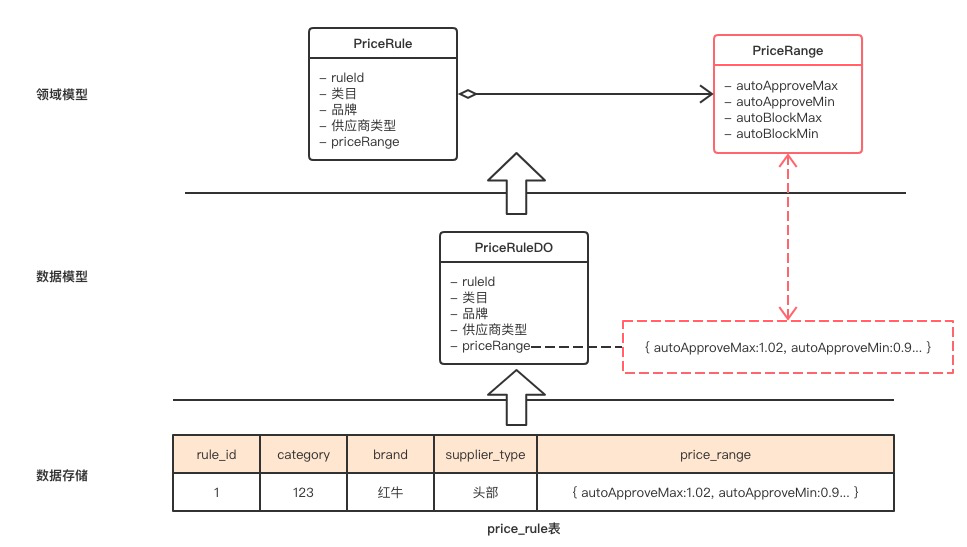 PriceRule
– ruleId
– 类目
– 品牌
– 供应商类型
– priceRange
PriceRange
– autoApproveMax
– autoApproveMin
– autoBlockMax
– autoBlockMin
领域模型
PriceRuleDO
– ruleId
– 类目
– 品牌
– 供应商类型
– priceRange
{ autoApproveMax:1.02, autoApproveMin:0.9... }
数据模型
rule_id category brand supplier_type price_range
1 123 红牛 头部 { autoApproveMax:1.02, autoApproveMin:0.9... }
数据存储
price_rule表